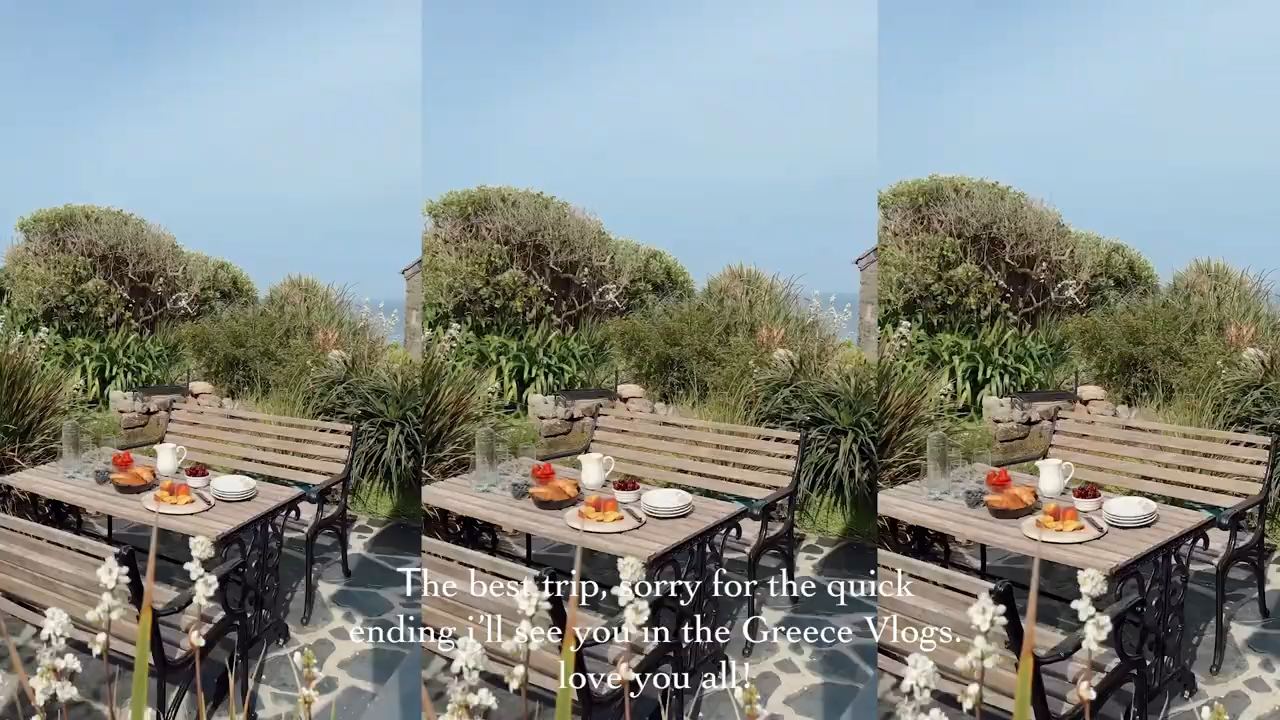 The best trip, sorry for the quick
ending i'll see you in the Greece Vlogs.
love you all!